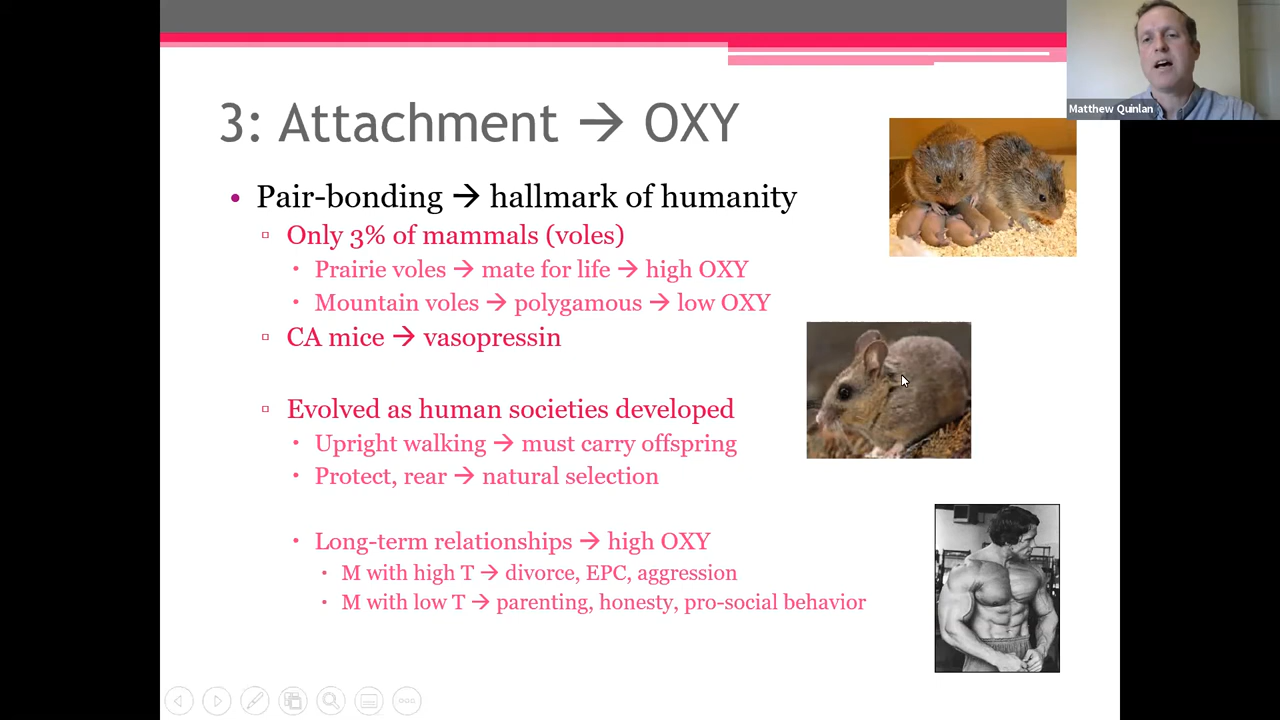 Matthew Quinlan
3: Attachment → OXY
• Pair-bonding → hallmark of humanity
▫ Only 3% of mammals (voles)
• Prairie voles → mate for life → high OXY
• Mountain voles → polygamous → low OXY
▫ CA mice → vasopressin
▫ Evolved as human societies developed
• Upright walking → must carry offspring
• Protect, rear → natural selection
• Long-term relationships → high OXY
• M with high T → divorce, EPC, aggression
• M with low T → parenting, honesty, pro-social behavior